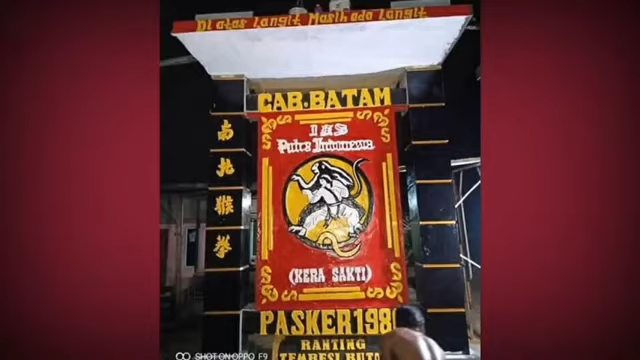 Di atas Langit Masih ada Langit
CAB.BATAM
IKS
Putra Indonesia
南
北
猴
拳
(KERA SAKTI)
PASKER1980
RANTING
TEMBESI
SHOT ON OPPO F9